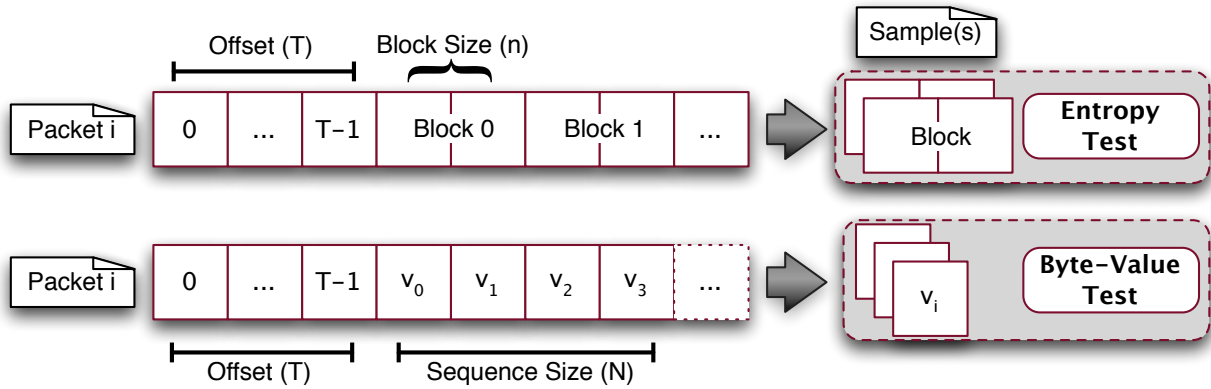 Offset (T)
Block Size (n)
Sample(s)
Packet i
0
...
T-1
Block 0
Block 1
...
Block
Entropy
Test
Packet i
0
...
T-1
v0
v1
v2
v3
...
vi
Byte-Value
Test
Offset (T)
Sequence Size (N)